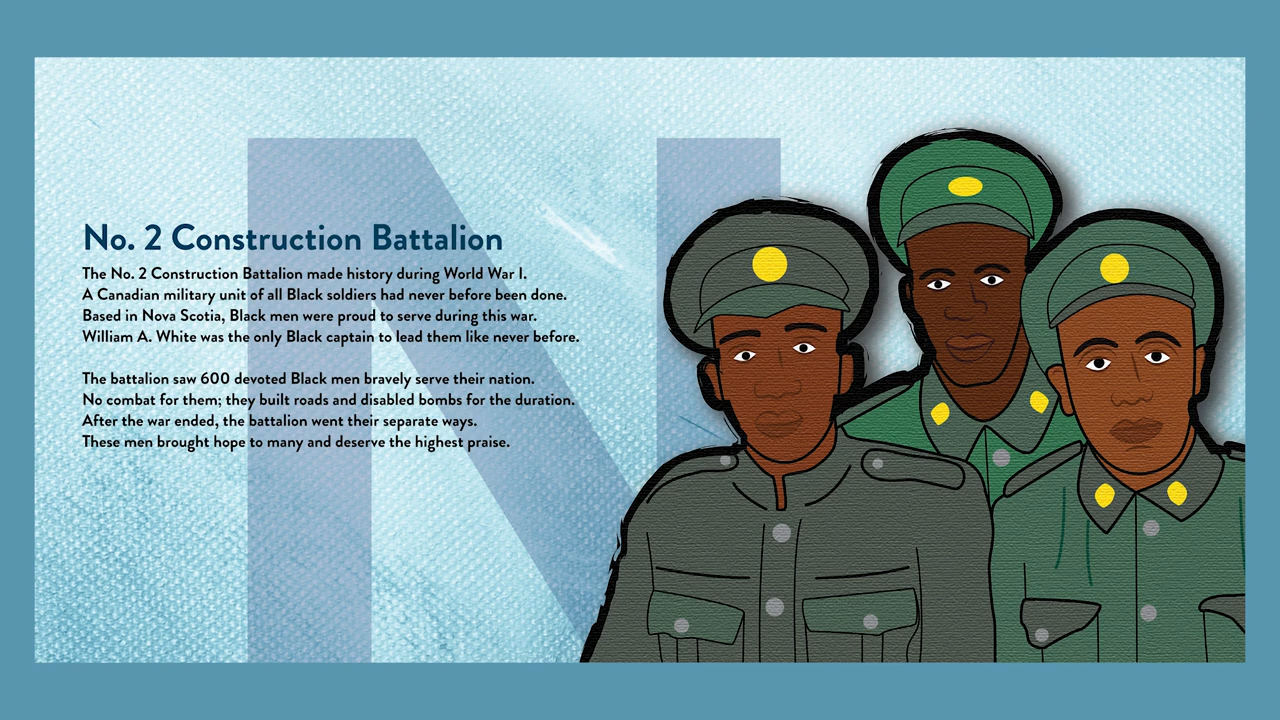 N
No. 2 Construction Battalion
The No. 2 Construction Battalion made history during World War I.
A Canadian military unit of all Black soldiers had never before been done.
Based in Nova Scotia, Black men were proud to serve during this war.
William A. White was the only Black captain to lead them like never before.
The battalion saw 600 devoted Black men bravely serve their nation.
No combat for them; they built roads and disabled bombs for the duration.
After the war ended, the battalion went their separate ways.
These men brought hope to many and deserve the highest praise.